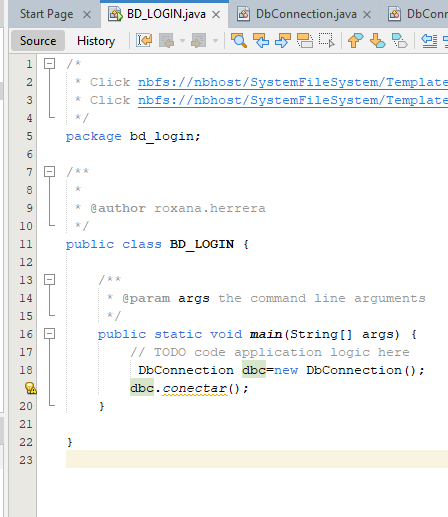 Start Page BD_LOGIN.java DbConnection.java DbConn
Source History
1 /*
2 * Click nbfs://nbhost/SystemFileSystem/Template
3 * Click nbfs://nbhost/SystemFileSystem/Template
4 */
5 package bd_login;
6
7 /**
8 *
9 * @author roxana.herrera
10 */
11 public class BD_LOGIN {
12
13 /**
14 * @param args the command line arguments
15 */
16 public static void main(String[] args) {
17 // TODO code application logic here
18 DbConnection dbc=new DbConnection();
dbc.conectar();
20 }
21
22 }
23